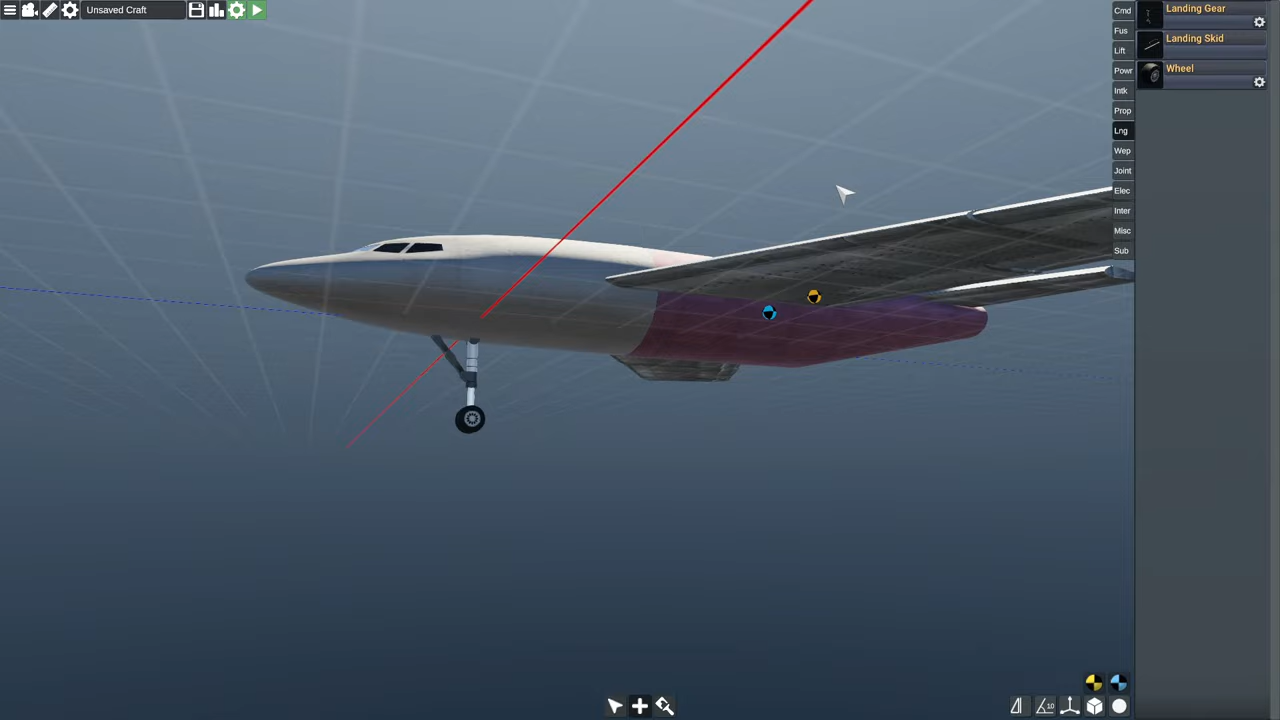 Unsaved Craft
Cmd
Fus
Lift
Powr
Intk
Prop
Lng
Wep
Joint
Elec
Inter
Misc
Sub
Landing Gear
Landing Skid
Wheel
10